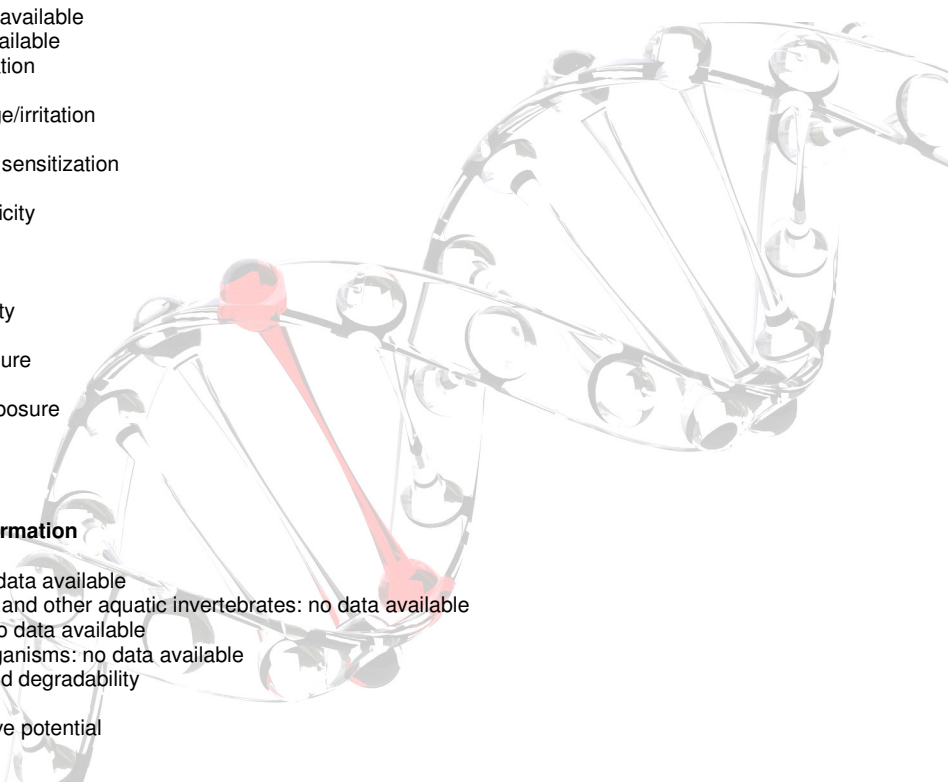 available
ailable
tion
e/irritation
sensitization
icity
ty
ure
posure
rmation
data available
and other aquatic invertebrates: no data available
o data available
ganisms: no data available
d degradability
ve potential